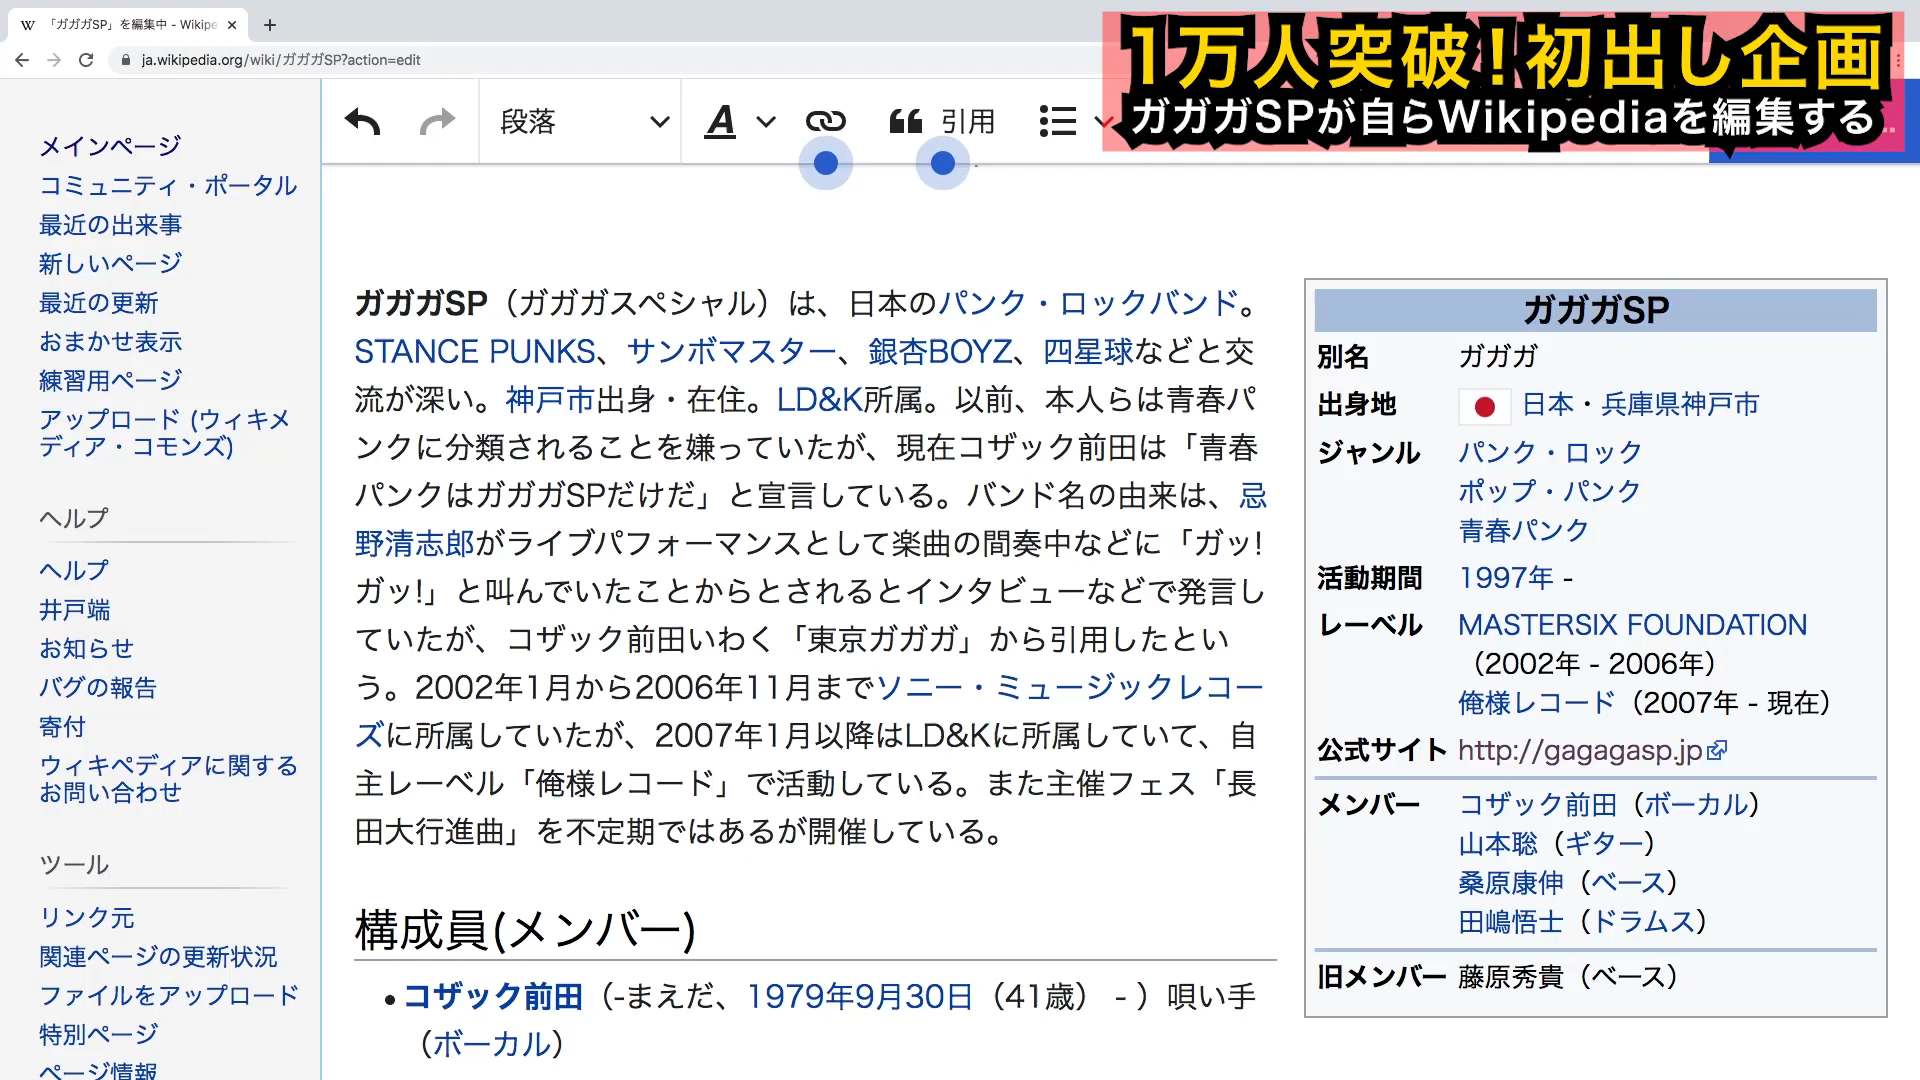 「ガガガSP」を編集中 - Wikipe
ja.wikipedia.org/wiki/ガガガSP?action=edit
1万人突破！初出し企画
ガガガSPが自らWikipediaを編集する
段落
A
引用
メインページ
コミュニティ・ポータル
最近の出来事
新しいページ
最近の更新
おまかせ表示
練習用ページ
アップロード (ウィキメ
ディア・コモンズ)
ヘルプ
ヘルプ
井戸端
お知らせ
バグの報告
寄付
ウィキペディアに関する
お問い合わせ
ツール
リンク元
関連ページの更新状況
ファイルをアップロード
特別ページ
ページ情報
ガガガSP（ガガガスペシャル）は、日本のパンク・ロックバンド。
STANCE PUNKS、サンボマスター、銀杏BOYZ、四星球などと交
流が深い。神戸市出身・在住。LD&K所属。以前、本人らは青春パ
ンクに分類されることを嫌っていたが、現在コザック前田は「青春
パンクはガガガSPだけだ」と宣言している。バンド名の由来は、忌
野清志郎がライブパフォーマンスとして楽曲の間奏中などに「ガッ!
ガッ!」と叫んでいたことからとされるとインタビューなどで発言し
ていたが、コザック前田いわく「東京ガガガ」から引用したとい
う。2002年1月から2006年11月までソニー・ミュージックレコー
ズに所属していたが、2007年1月以降はLD&Kに所属していて、自
主レーベル「俺様レコード」で活動している。また主催フェス「長
田大行進曲」を不定期ではあるが開催している。
構成員(メンバー)
• コザック前田（-まえだ、1979年9月30日（41歳） - ）唄い手
（ボーカル）
ガガガSP
別名 ガガガ
出身地 日本・兵庫県神戸市
ジャンル パンク・ロック
ポップ・パンク
青春パンク
活動期間 1997年 -
レーベル MASTERSIX FOUNDATION
（2002年 - 2006年）
俺様レコード（2007年 - 現在）
公式サイト http://gagagasp.jp
メンバー コザック前田（ボーカル）
山本聡（ギター）
桑原康伸（ベース）
田嶋悟士（ドラムス）
旧メンバー 藤原秀貴（ベース）